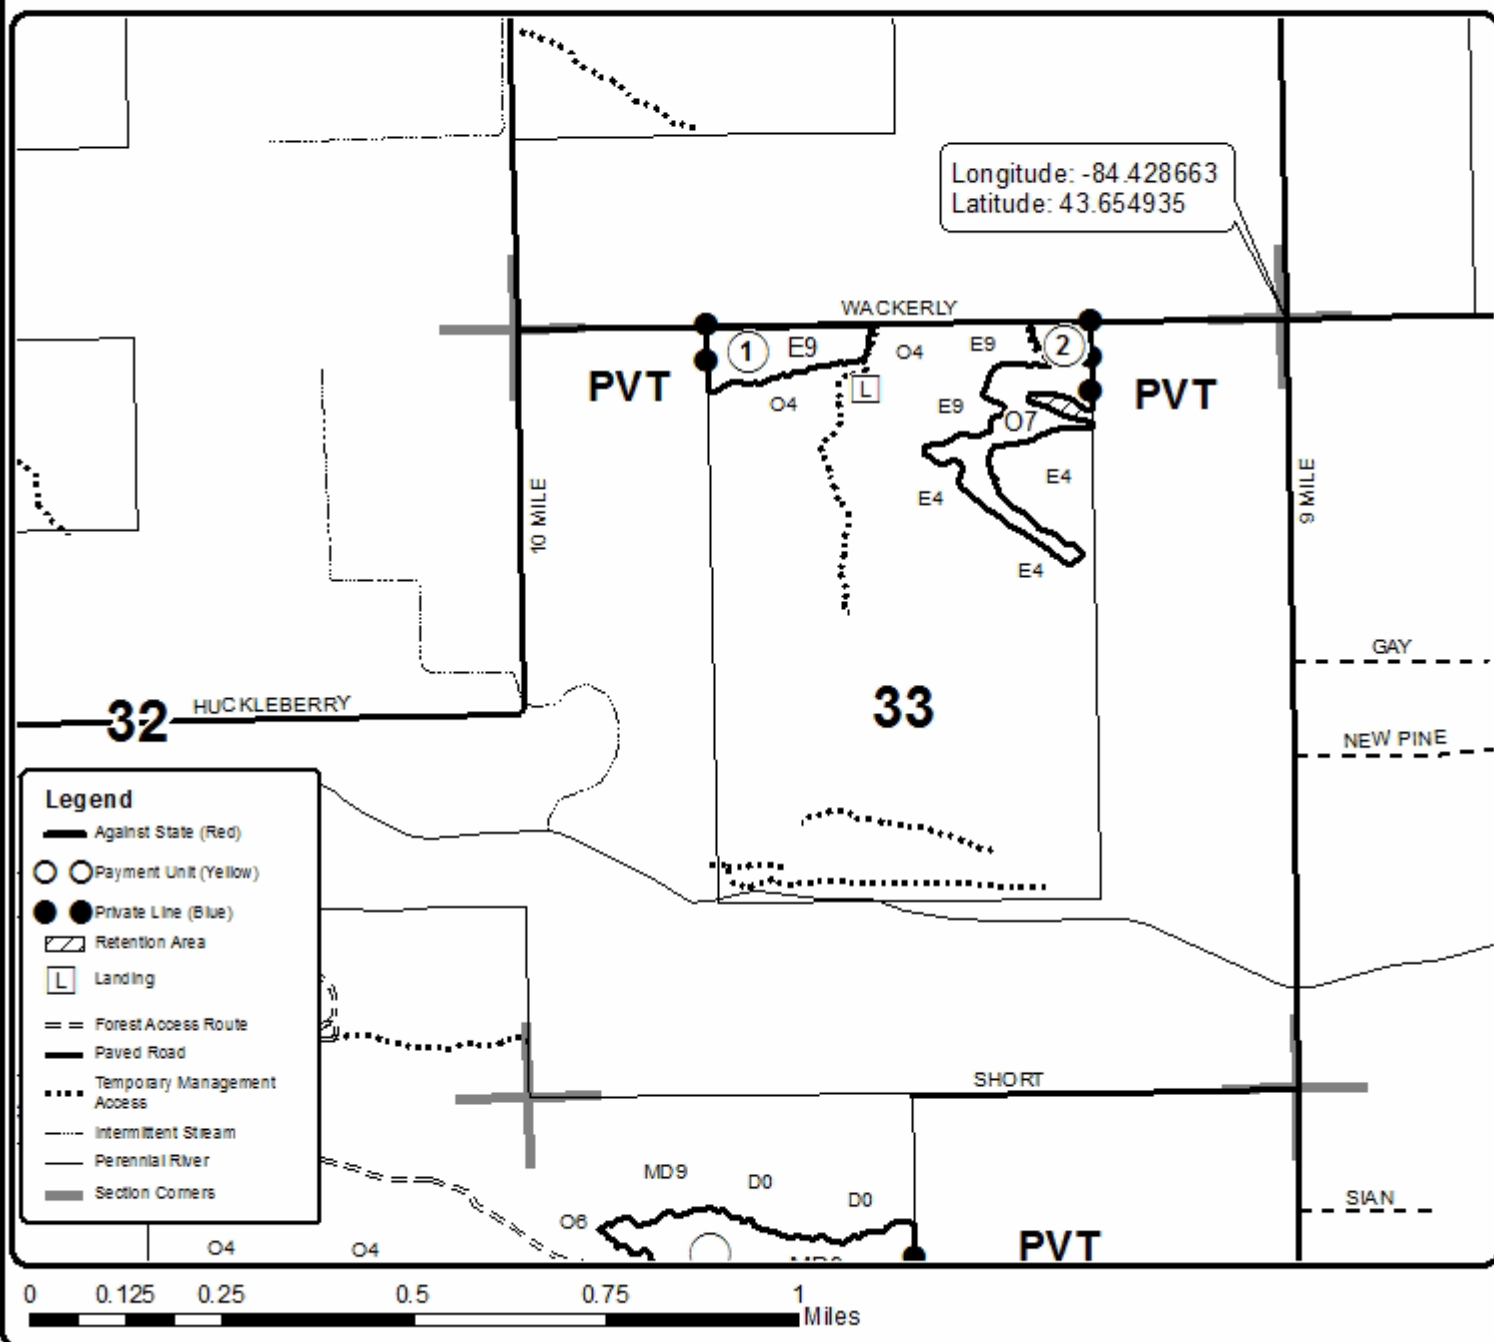 Longitude: -84.428663
Latitude: 43.654935
WACKERLY
1
E9
O4
E9
2
PVT
L
PVT
O4
E9
O7
10 MILE
E4
E4
9 MILE
E4
GAY
32
HUCKLEBERRY
33
NEW PINE
Legend
Against State (Red)
Payment Unit (Yellow)
Private Line (Blue)
Retention Area
L
Landing
Forest Access Route
Paved Road
Temporary Management
Access
Intermittent Stream
Perennial River
Section Corners
SHORT
MD9
D0
D0
SIAN
O6
O4
O4
PVT
0
0.125
0.25
0.5
0.75
1
Miles